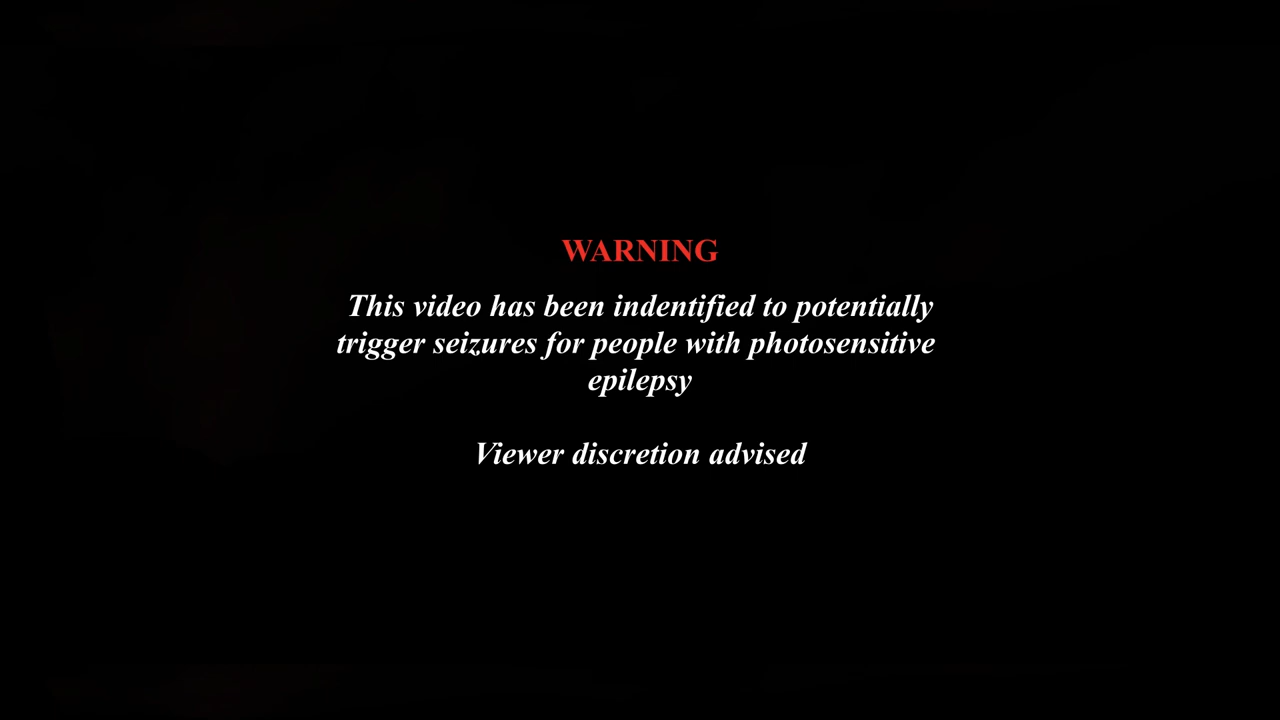 WARNING
This video has been indentified to potentially
trigger seizures for people with photosensitive
epilepsy
Viewer discretion advised